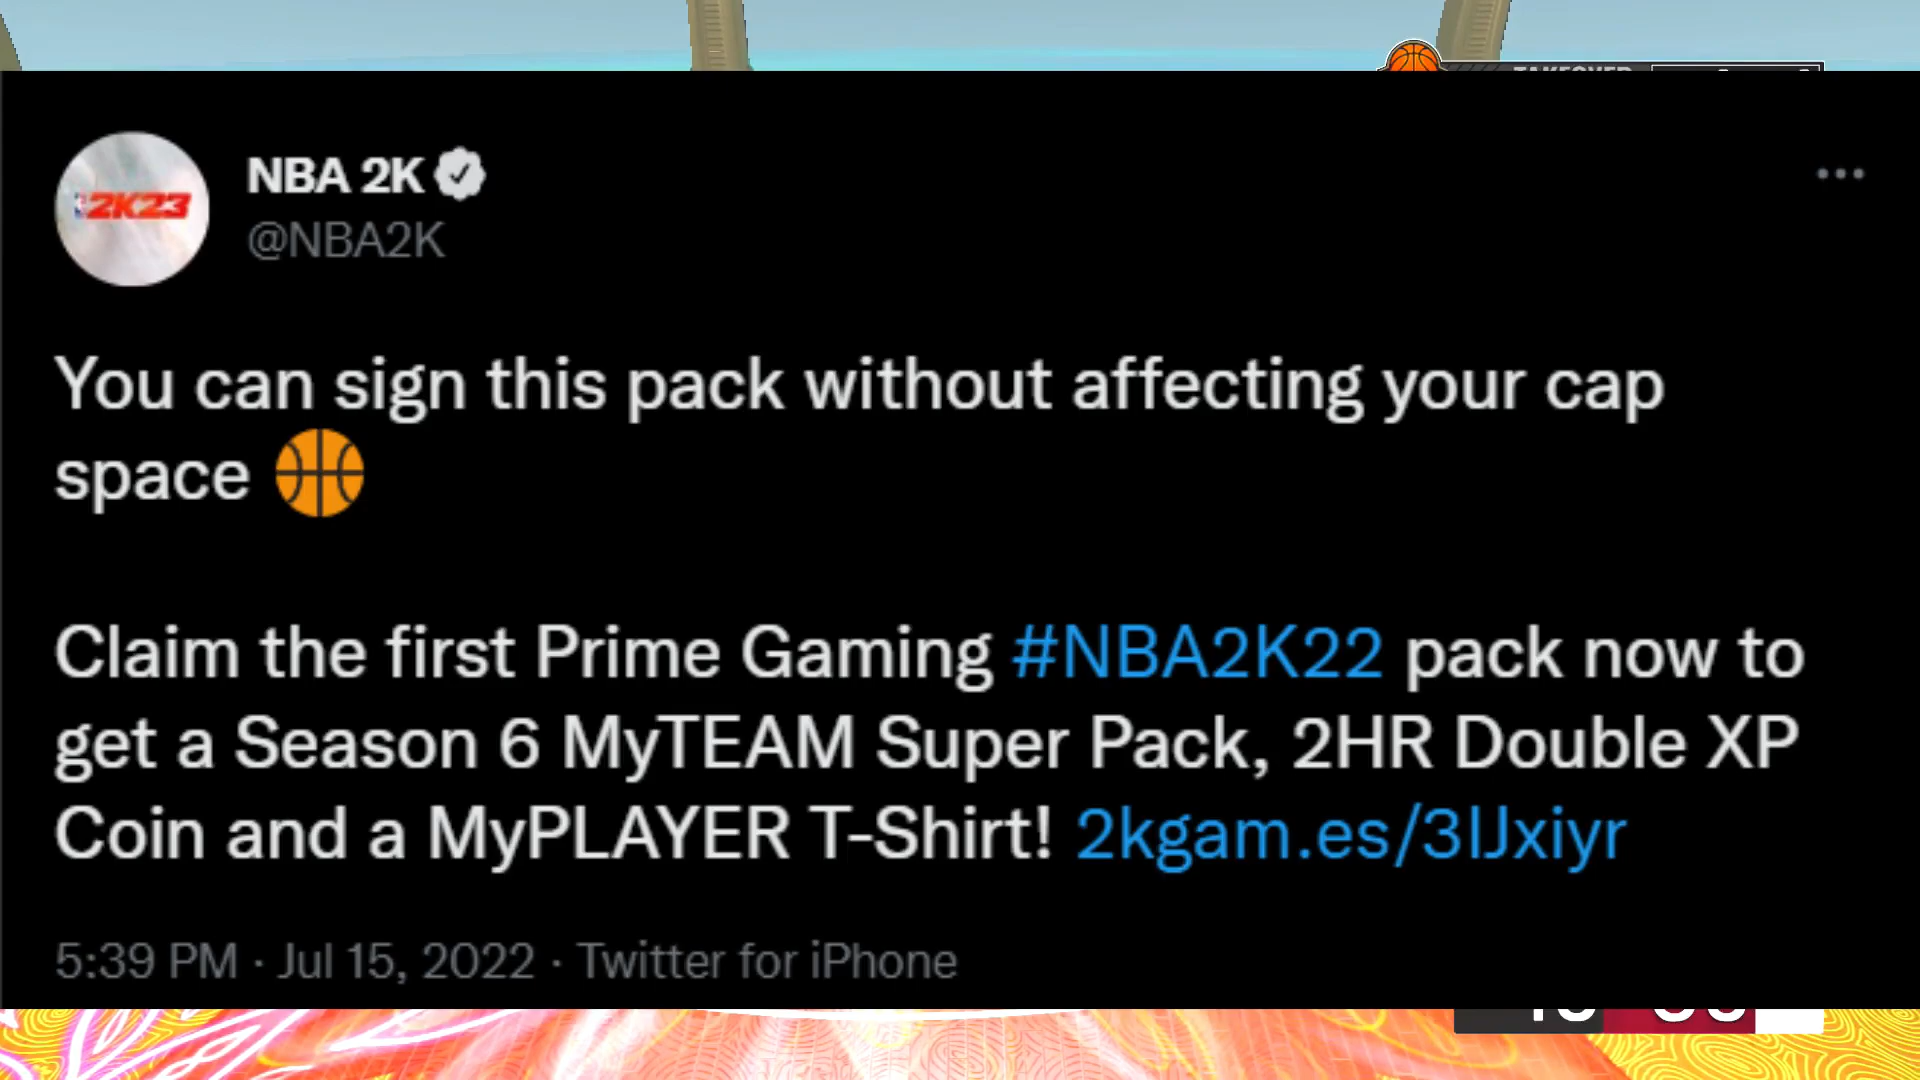 TAKEOVER
2K23
NBA 2K
@NBA2K
You can sign this pack without affecting your cap
space
Claim the first Prime Gaming #NBA2K22 pack now to
get a Season 6 MyTEAM Super Pack, 2HR Double XP
Coin and a MyPLAYER T-Shirt! 2kgam.es/3IJxiyr
5:39 PM · Jul 15, 2022 · Twitter for iPhone